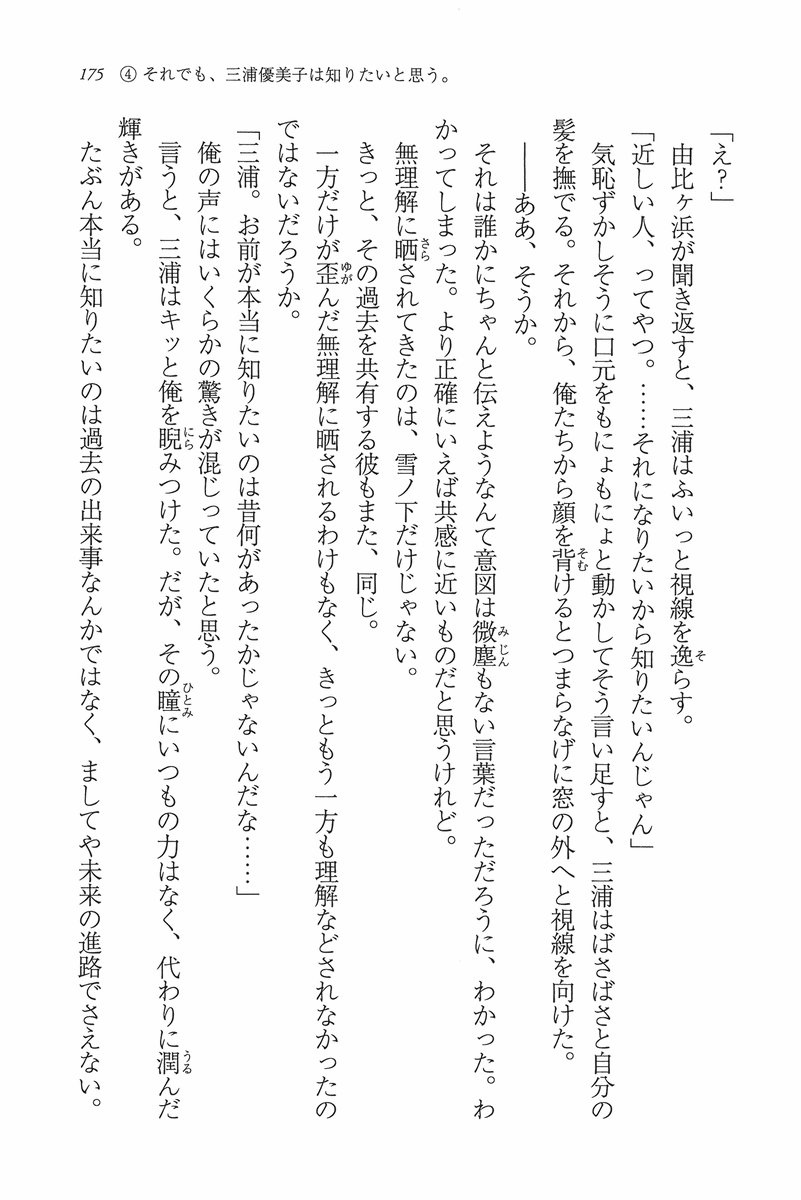 175 ④ それでも、三浦優美子は知りたいと思う。
「え？」
由比ヶ浜が聞き返すと、三浦はふいっと視線を逸らす。
「近しい人、ってやつ。……それになりたいから知りたいんじゃん」
気恥ずかしそうに口元をもにょもにょと動かしてそう言い足すと、三浦はばさばさと自分の
髪を撫でる。それから、俺たちから顔を背けるとつまらなげに窓の外へと視線を向けた。
――ああ、そうか。
それは誰かにちゃんと伝えようなんて意図は微塵もない言葉だっただろうに、わかった。わ
かってしまった。より正確にいえば共感に近いものだと思うけれど。
無理解に晒されてきたのは、雪ノ下だけじゃない。
きっと、その過去を共有する彼もまた、同じ。
一方だけが歪んだ無理解に晒されるわけもなく、きっともう一方も理解などされなかったの
ではないだろうか。
「三浦。お前が本当に知りたいのは昔何があったかじゃないんだな……」
俺の声にはいくらかの驚きが混じっていたと思う。
言うと、三浦はキッと俺を睨みつけた。だが、その瞳にいつもの力はなく、代わりに潤んだ
輝きがある。
たぶん本当に知りたいのは過去の出来事なんかではなく、ましてや未来の進路でさえない。